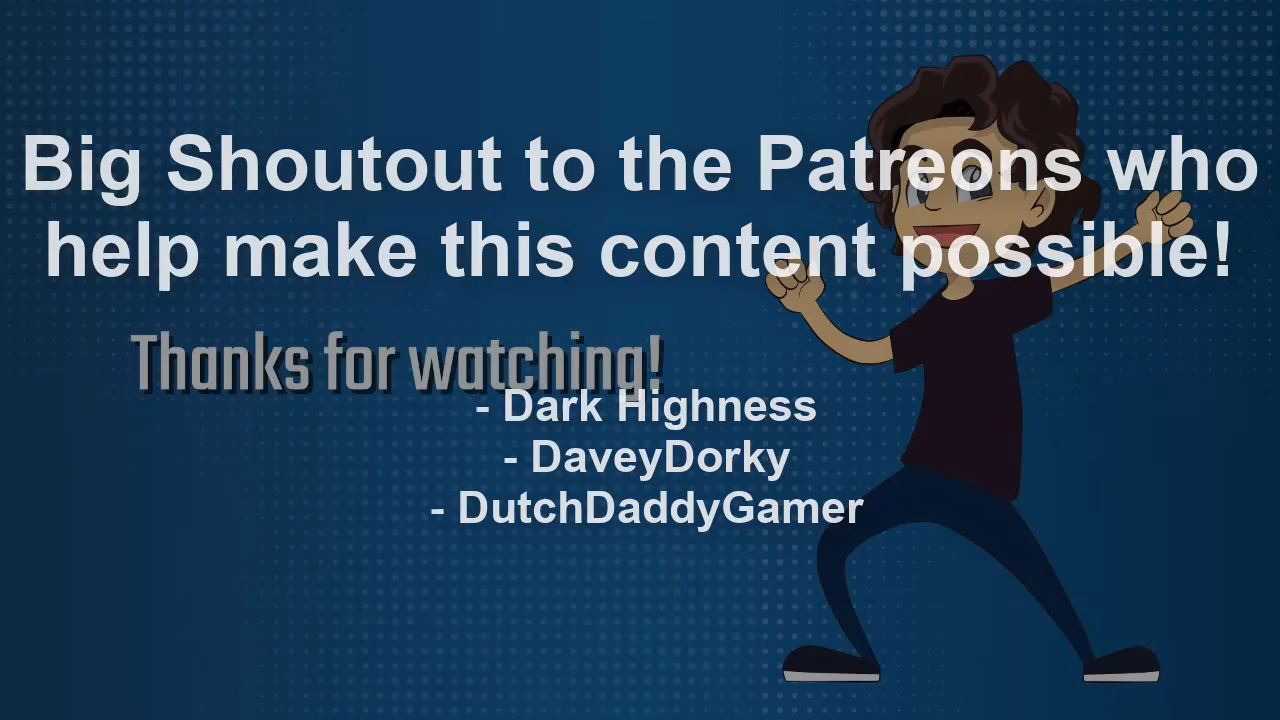 Big Shoutout to the Patreons who
help make this content possible!
Thanks for watching!
- Dark Highness
- DaveyDorky
- DutchDaddyGamer